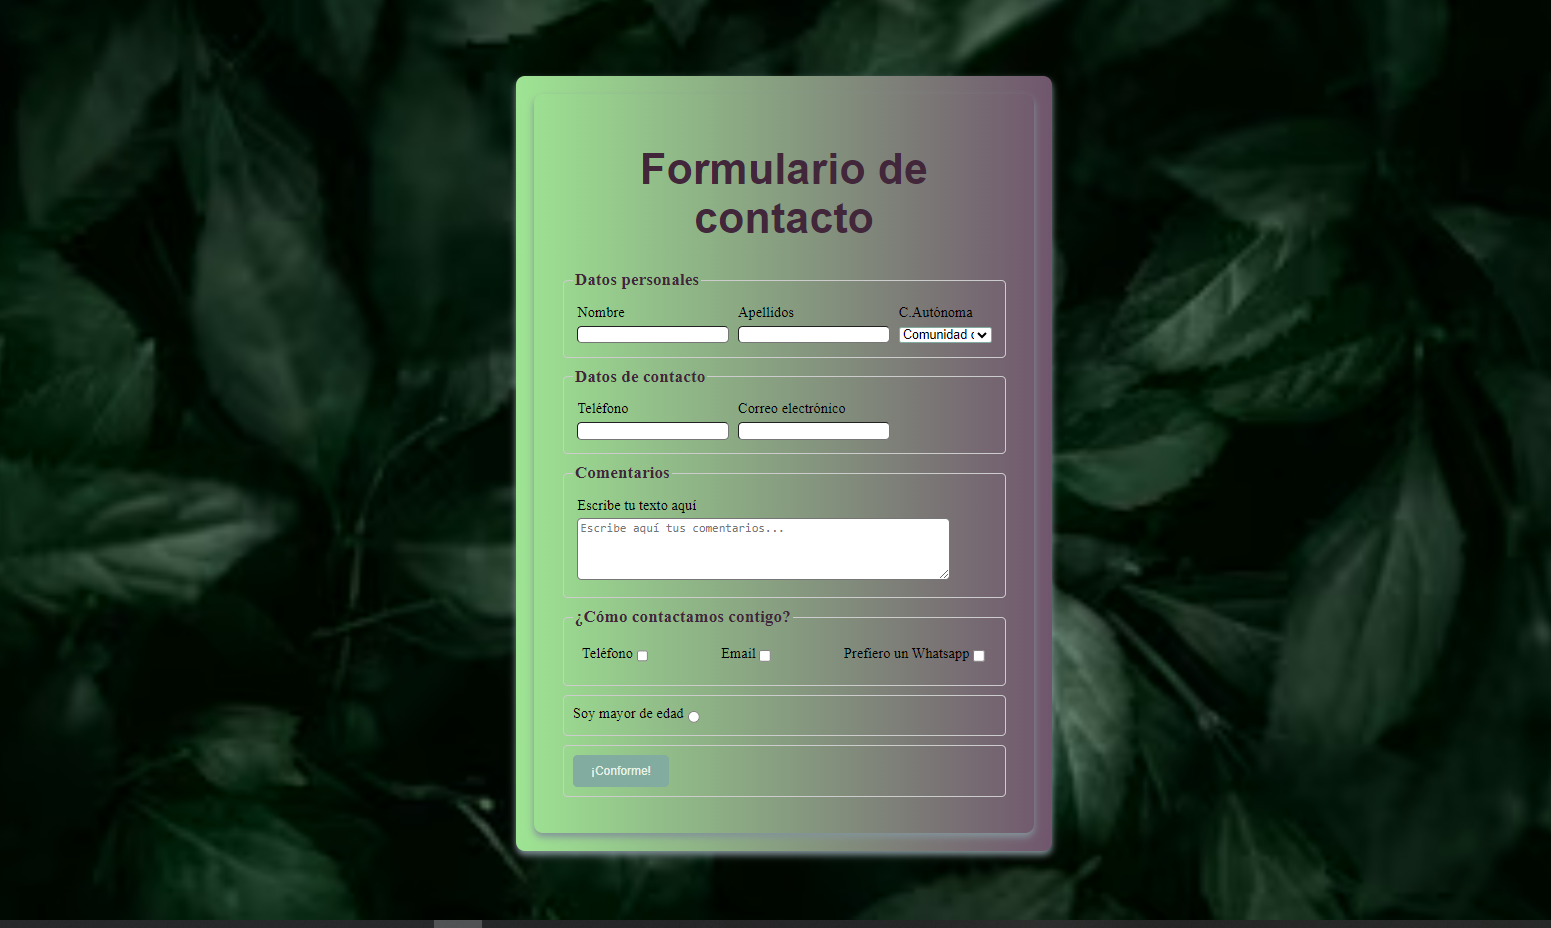 Formulario de
contacto
Datos personales
Nombre Apellidos C.Autónoma
Comunidad
Datos de contacto
Teléfono Correo electrónico
Comentarios
Escribe tu texto aquí
Escribe aquí tus comentarios...
¿Cómo contactamos contigo?
Teléfono Email Prefiero un Whatsapp
Soy mayor de edad
¡Conforme!